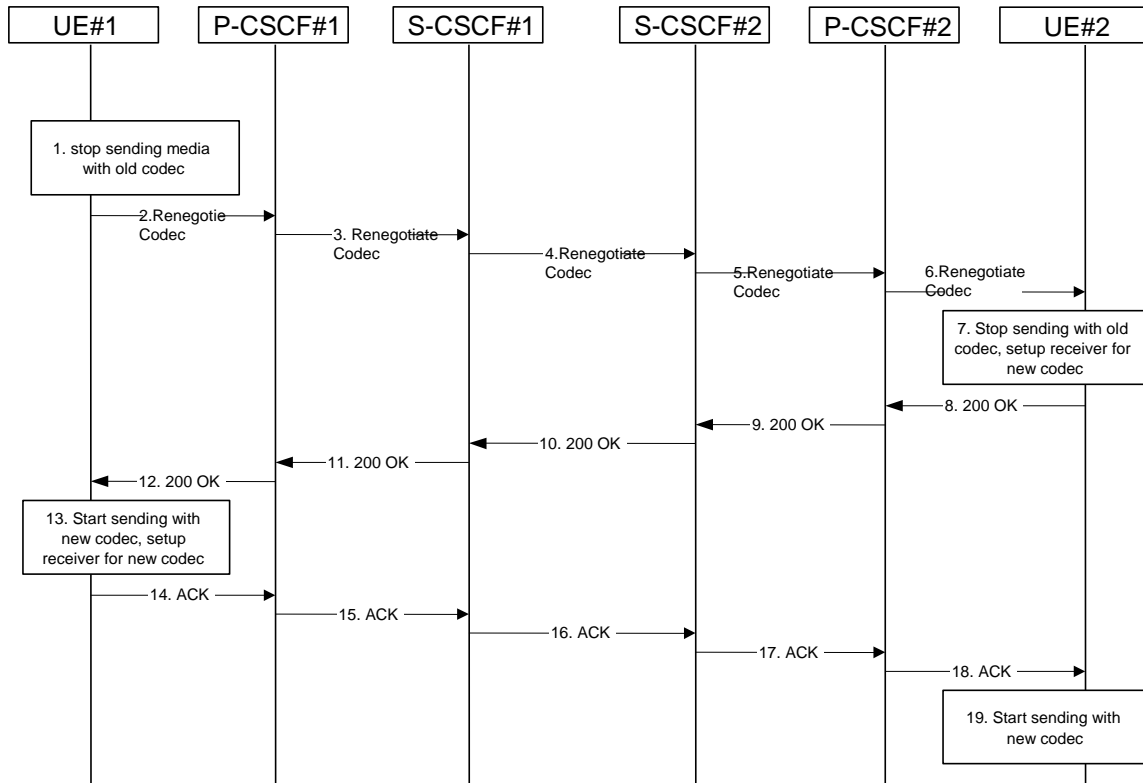 UE#1
P-CSCF#1
S-CSCF#1
S-CSCF#2
P-CSCF#2
UE#2
1. stop sending media
with old codec
2.Renegotie
Codec
3. Renegotiate
Codec
4.Renegotiate
Codec
5.Renegotiate
Codec
6.Renegotiate
Codec
7. Stop sending with old
codec, setup receiver for
new codec
8. 200 OK
9. 200 OK
10. 200 OK
11. 200 OK
12. 200 OK
13. Start sending with
new codec, setup
receiver for new codec
14. ACK
15. ACK
16. ACK
17. ACK
18. ACK
19. Start sending with
new codec